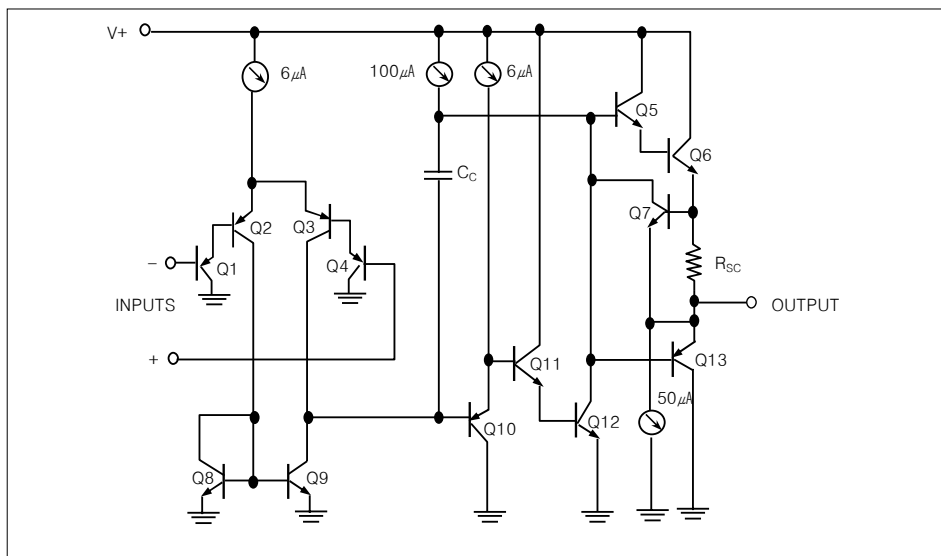 V+
6μA
100μA
6μA
Q5
Q6
CC
Q7
Q2
Q3
Q1
Q4
RSC
−
INPUTS
OUTPUT
+
Q11
Q13
Q10
Q12
50μA
Q8
Q9